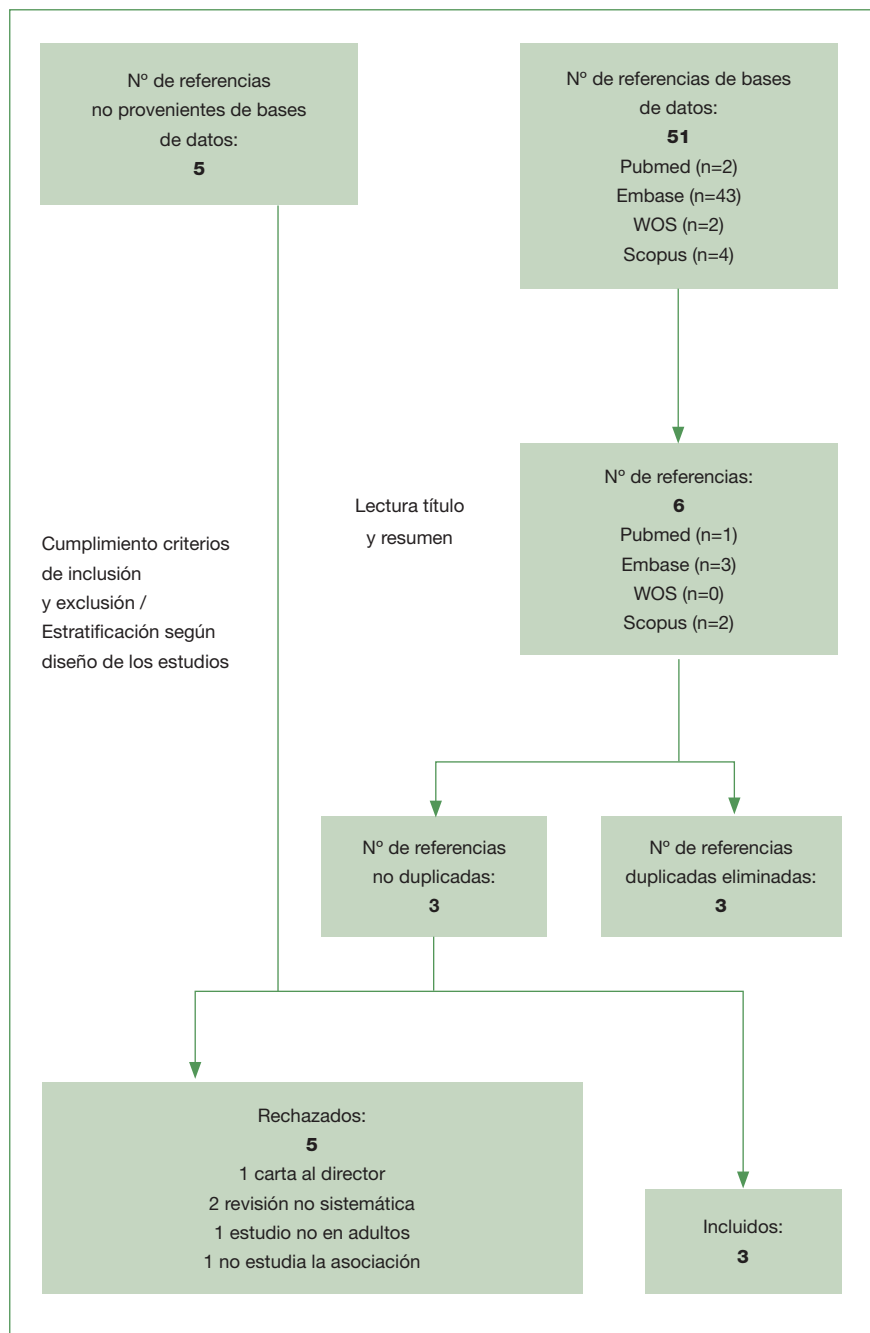 Nº de referencias
no provenientes de bases
de datos:
5
Nº de referencias de bases
de datos:
51
Pubmed (n=2)
Embase (n=43)
WOS (n=2)
Scopus (n=4)
Nº de referencias:
6
Pubmed (n=1)
Embase (n=3)
WOS (n=0)
Scopus (n=2)
Lectura título
y resumen
Cumplimiento criterios
de inclusión
y exclusión /
Estratificación según
diseño de los estudios
Nº de referencias
no duplicadas:
3
Nº de referencias
duplicadas eliminadas:
3
Rechazados:
5
1 carta al director
2 revisión no sistemática
1 estudio no en adultos
1 no estudia la asociación
Incluidos:
3